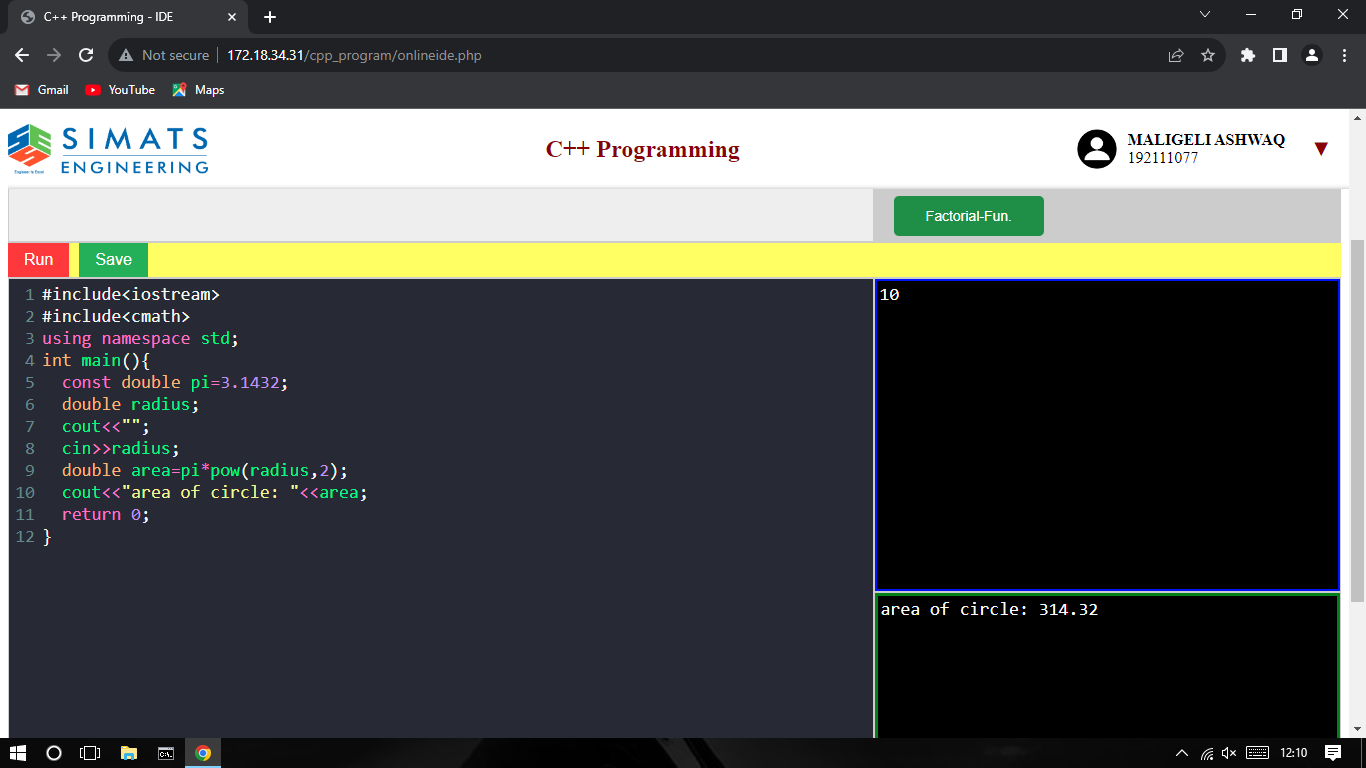 C++ Programming - IDE
Not secure 172.18.34.31/cpp_program/onlineide.php
Gmail YouTube Maps
SIMATS
ENGINEERING
Engineer to Excel
C++ Programming
MALIGELI ASHWAQ
192111077
Factorial-Fun.
Run Save
1 #include<iostream>
2 #include<cmath>
3 using namespace std;
4 int main(){
5 const double pi=3.1432;
6 double radius;
7 cout<<"";
8 cin>>radius;
9 double area=pi*pow(radius,2);
10 cout<<"area of circle: "<<area;
11 return 0;
12 }
10
area of circle: 314.32
12:10